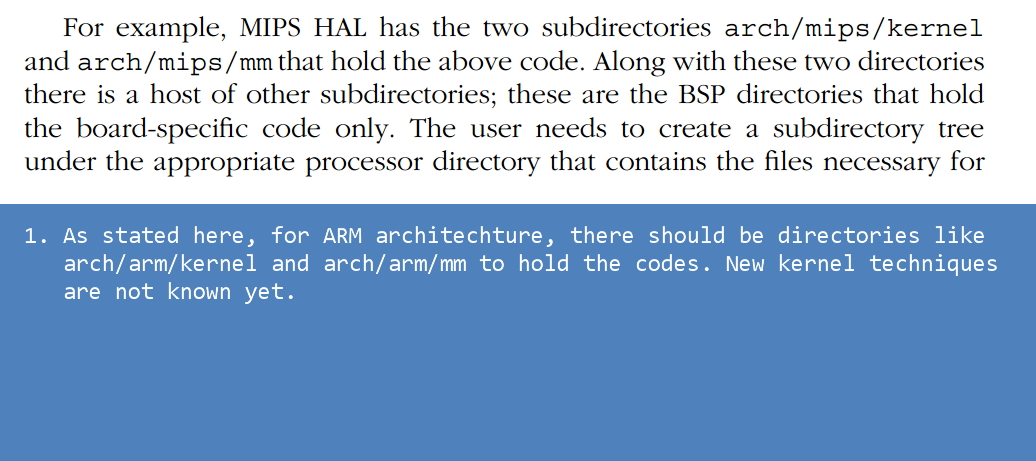 For example, MIPS HAL has the two subdirectories arch/mips/kernel
and arch/mips/mm that hold the above code. Along with these two directories
there is a host of other subdirectories; these are the BSP directories that hold
the board-specific code only. The user needs to create a subdirectory tree
under the appropriate processor directory that contains the files necessary for
1. As stated here, for ARM architechture, there should be directories like
arch/arm/kernel and arch/arm/mm to hold the codes. New kernel techniques
are not known yet.